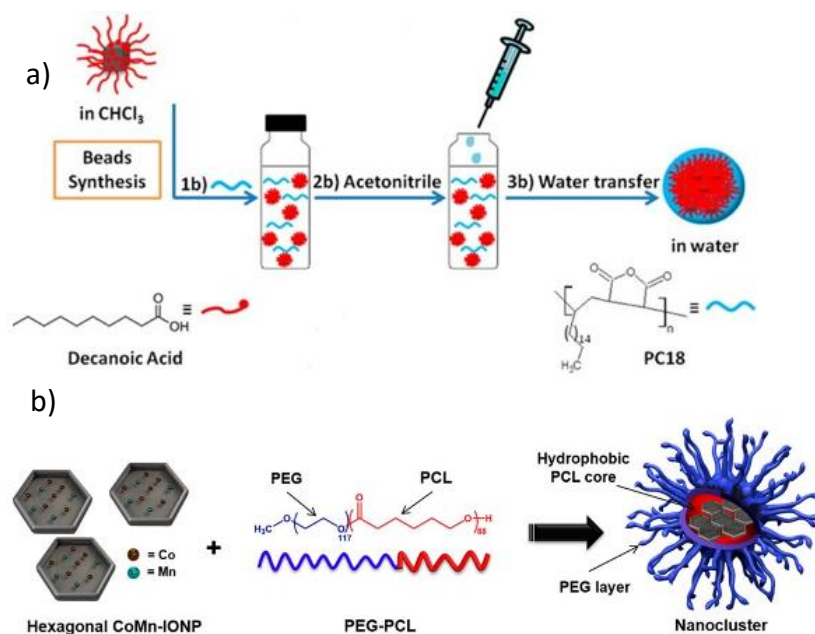 a)
in CHCl3
Beads
Synthesis
1b)
2b) Acetonitrile
3b) Water transfer
in water
O
OH
≡
Decanoic Acid
O O O
n
14
H3C
≡
PC18
b)
= Co
= Mn
Hexagonal CoMn-IONP
+
PEG
PCL
H3C O O 117 O O H
PEG-PCL
Hydrophobic
PCL core
PEG layer
Nanocluster